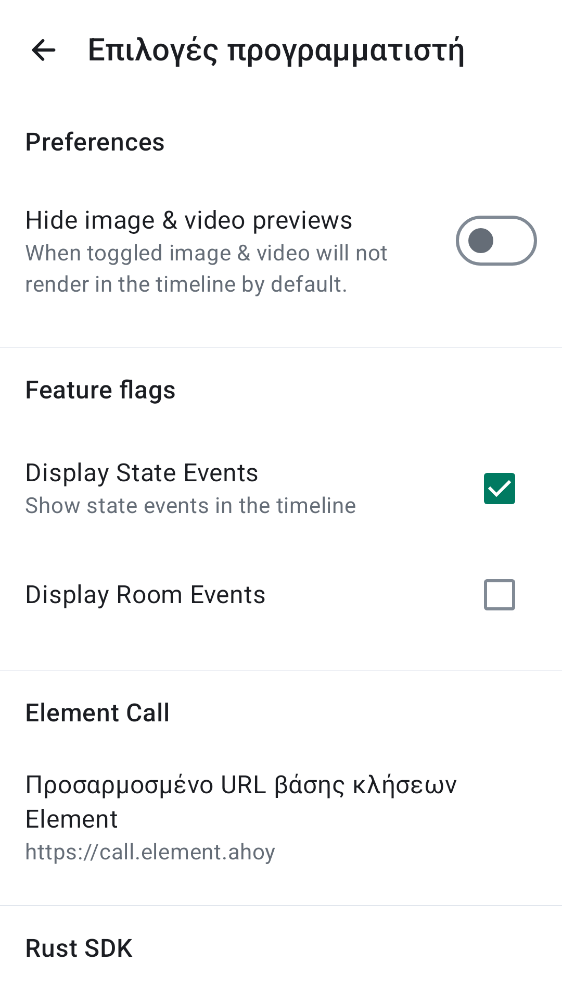 Επιλογές προγραμματιστή
Preferences
Hide image & video previews
When toggled image & video will not
render in the timeline by default.
Feature flags
Display State Events
Show state events in the timeline
Display Room Events
Element Call
Προσαρμοσμένο URL βάσης κλήσεων
Element
https://call.element.ahoy
Rust SDK